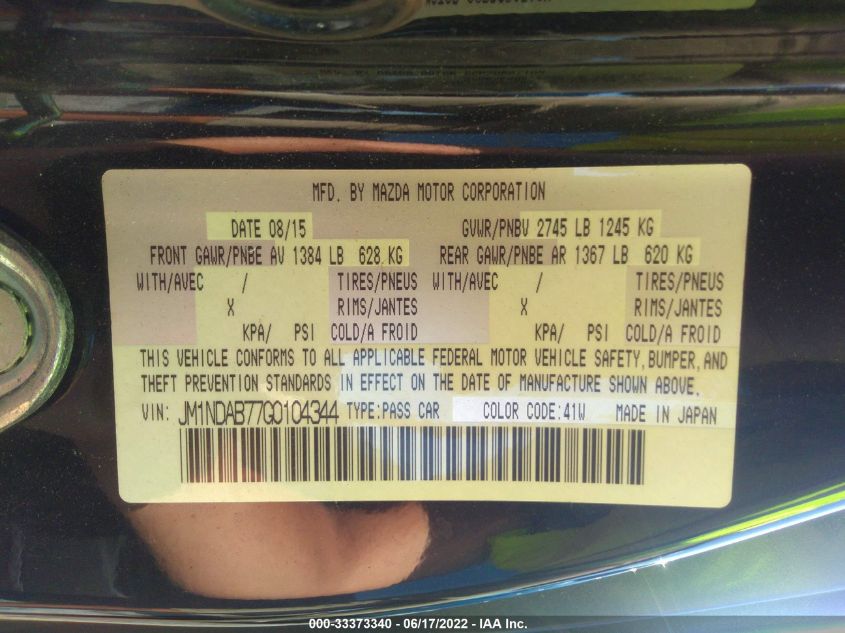 MFD. BY MAZDA MOTOR CORPORATION
DATE 08/15 GVWR/PNBV 2745 LB 1245 KG
FRONT GAWR/PNBE AV 1384 LB 628 KG REAR GAWR/PNBE AR 1367 LB 620 KG
WITH/AVEC / TIRES/PNEUS WITH/AVEC / TIRES/PNEUS
X RIMS/JANTES X RIMS/JANTES
KPA/ PSI COLD/A FROID KPA/ PSI COLD/A FROID
THIS VEHICLE CONFORMS TO ALL APPLICABLE FEDERAL MOTOR VEHICLE SAFETY, BUMPER, AND
THEFT PREVENTION STANDARDS IN EFFECT ON THE DATE OF MANUFACTURE SHOWN ABOVE.
VIN: JM1NDAB77G0104344 TYPE:PASS CAR COLOR CODE:41W MADE IN JAPAN
000-33373340 - 06/17/2022 - IAA Inc.